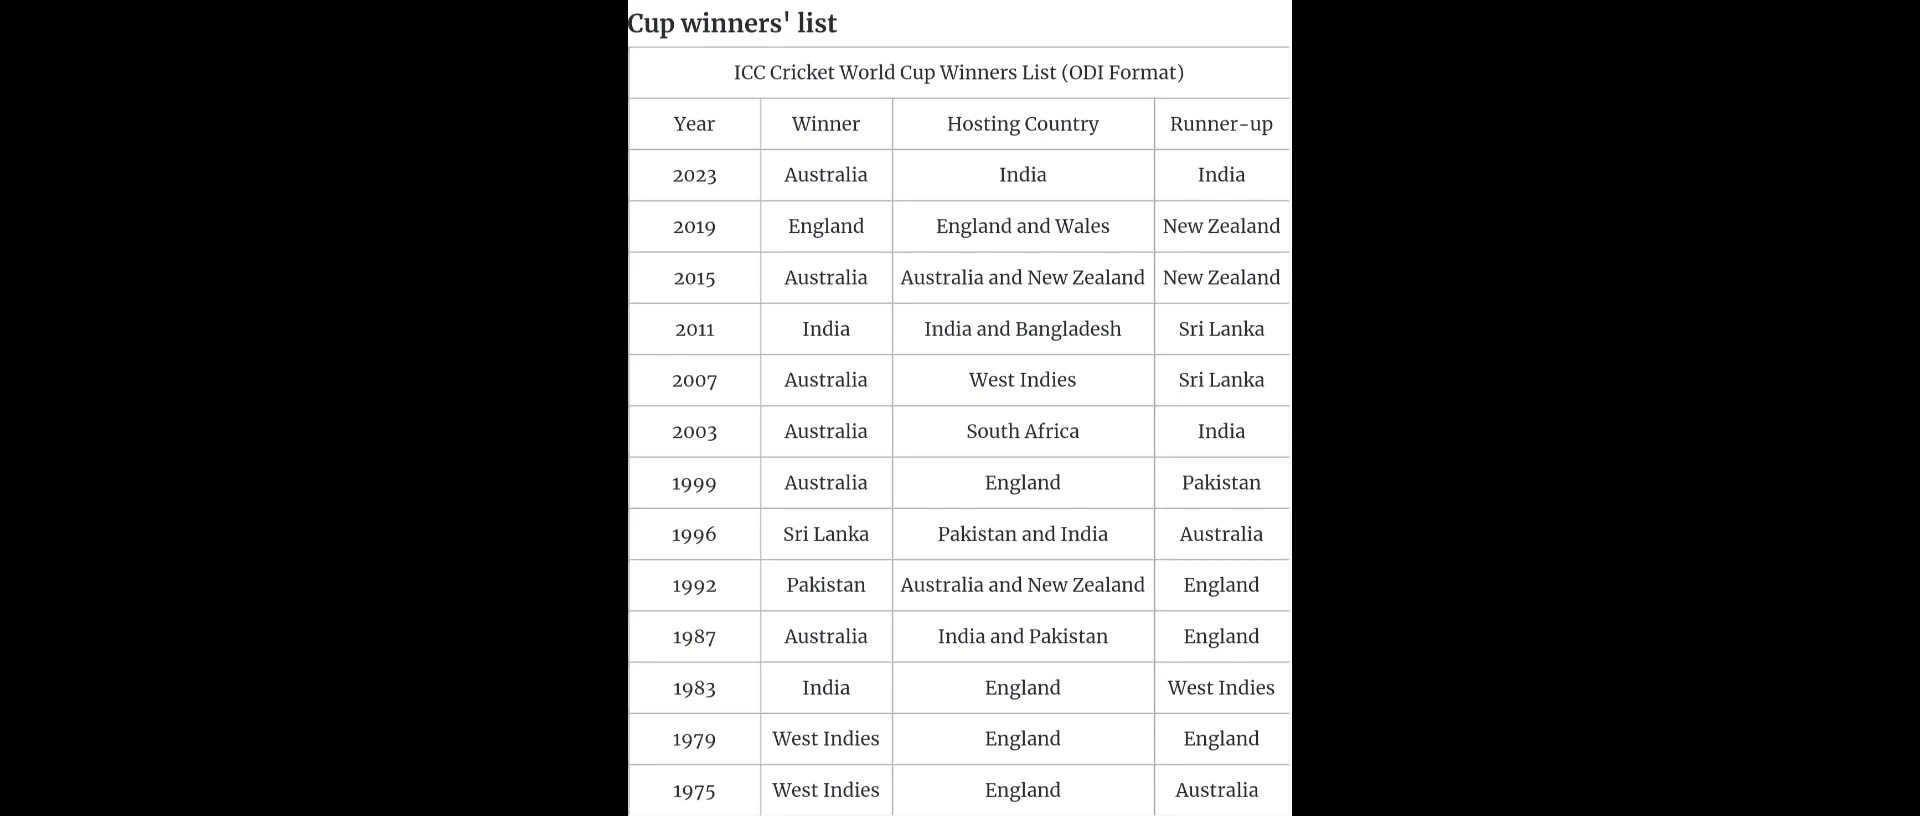 Cup winners' list
ICC Cricket World Cup Winners List (ODI Format)
Year Winner Hosting Country Runner-up
2023 Australia India India
2019 England England and Wales New Zealand
2015 Australia Australia and New Zealand New Zealand
2011 India India and Bangladesh Sri Lanka
2007 Australia West Indies Sri Lanka
2003 Australia South Africa India
1999 Australia England Pakistan
1996 Sri Lanka Pakistan and India Australia
1992 Pakistan Australia and New Zealand England
1987 Australia India and Pakistan England
1983 India England West Indies
1979 West Indies England England
1975 West Indies England Australia